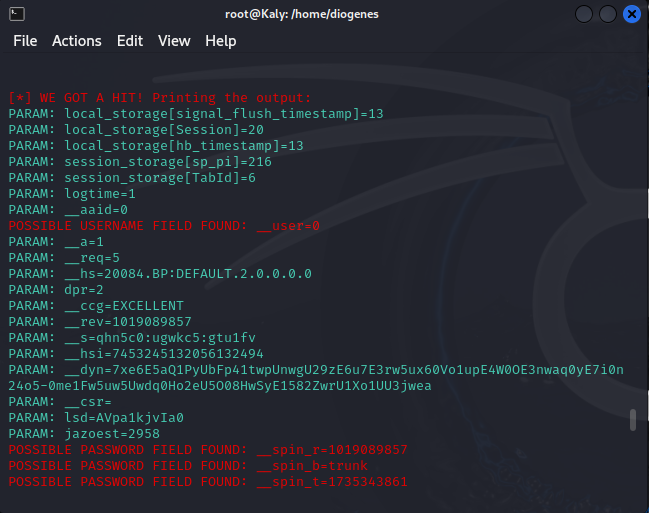 root@Kaly: /home/diogenes
File Actions Edit View Help
[*] WE GOT A HIT! Printing the output:
PARAM: local_storage[signal_flush_timestamp]=13
PARAM: local_storage[Session]=20
PARAM: local_storage[hb_timestamp]=13
PARAM: session_storage[sp_pi]=216
PARAM: session_storage[TabId]=6
PARAM: logtime=1
PARAM: __aaid=0
POSSIBLE USERNAME FIELD FOUND: __user=0
PARAM: __a=1
PARAM: __req=5
PARAM: __hs=20084.BP:DEFAULT.2.0.0.0.0
PARAM: dpr=2
PARAM: __ccg=EXCELLENT
PARAM: __rev=1019089857
PARAM: __s=qhn5c0:ugwkc5:gtu1fv
PARAM: __hsi=7453245132056132494
PARAM: __dyn=7xe6E5aQ1PyUbFp41twpUnwgU29zE6u7E3rw5ux60Vo1upE4W0OE3nwaq0yE7i0n
24o5-0me1Fw5uw5Uwdq0Ho2eU5O08HwSyE1582ZwrU1Xo1UU3jwea
PARAM: __csr=
PARAM: lsd=AVpa1kjvIa0
PARAM: jazoest=2958
POSSIBLE PASSWORD FIELD FOUND: __spin_r=1019089857
POSSIBLE PASSWORD FIELD FOUND: __spin_b=trunk
POSSIBLE PASSWORD FIELD FOUND: __spin_t=1735343861